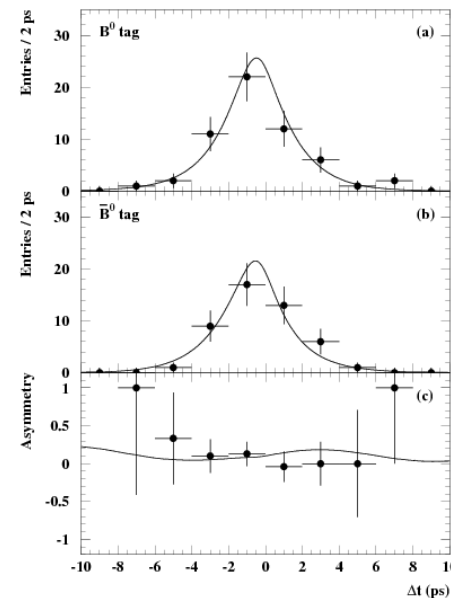 B⁰ tag (a)
Entries / 2 ps
30
20
10
0
B̄⁰ tag (b)
Entries / 2 ps
30
20
10
0
(c)
Asymmetry
1
0.5
0
-0.5
-1
-10 -8 -6 -4 -2 0 2 4 6 8 10
Δt (ps)